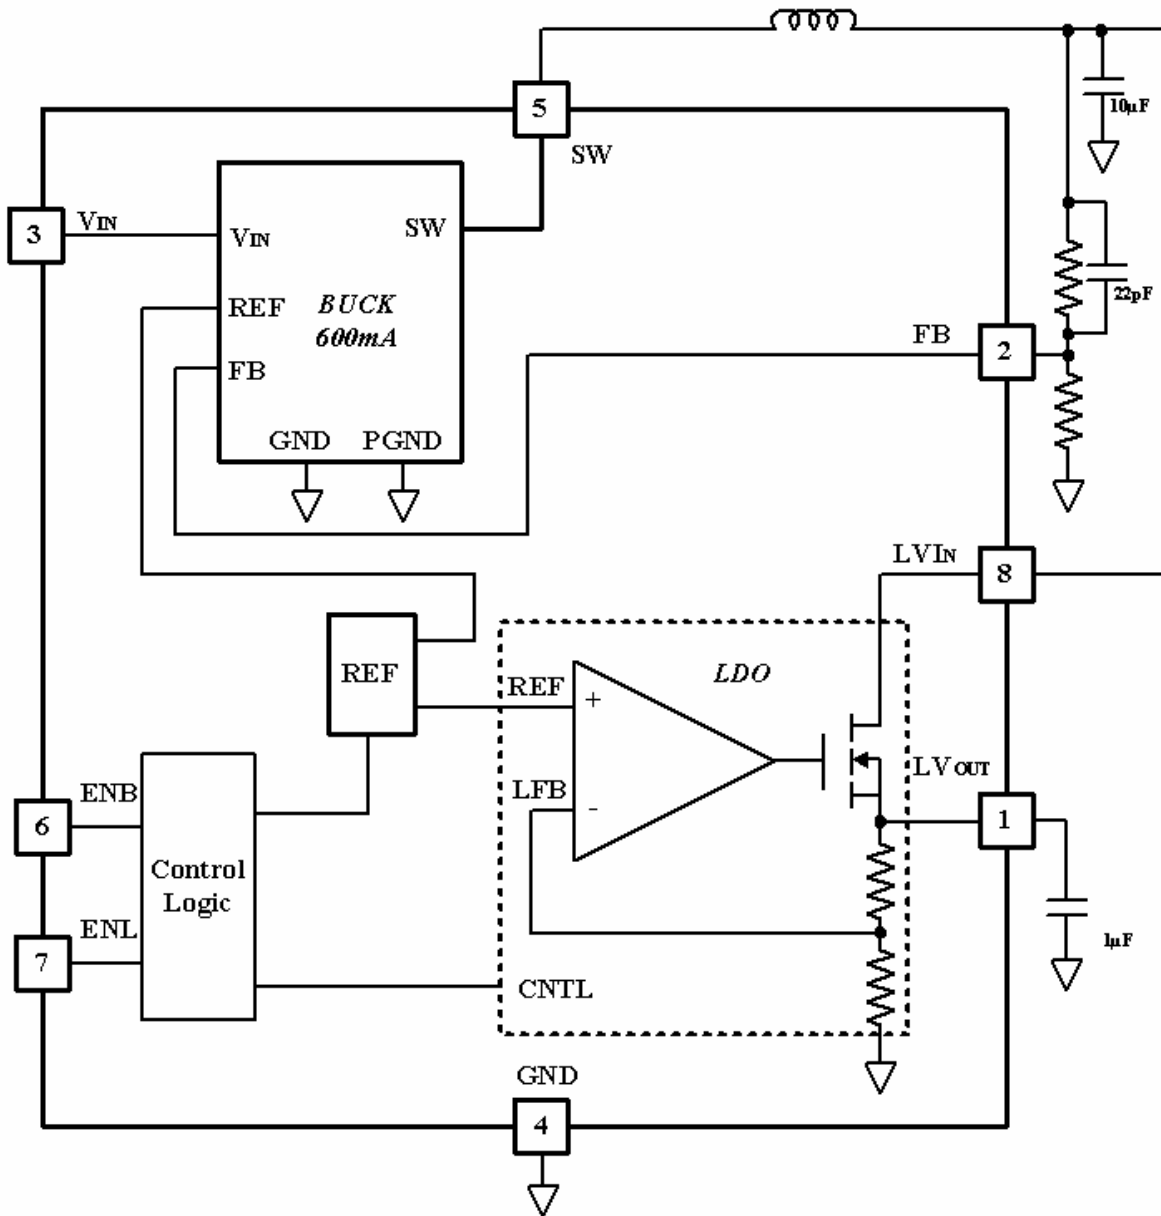 5
SW
10µF
3
VIN
VIN
SW
REF
BUCK
600mA
FB
GND
PGND
22pF
FB
2
LVIN
8
REF
REF
LDO
+
LFB
-
LVOUT
1
1µF
6
ENB
Control
Logic
7
ENL
CNTL
GND
4